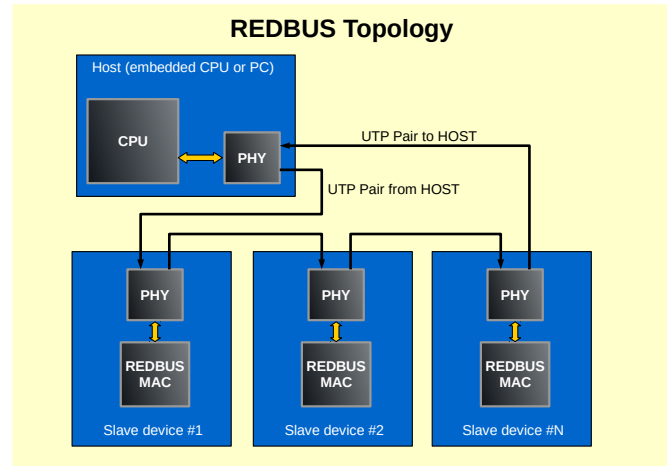 REDBUS Topology
Host (embedded CPU or PC)
CPU
PHY
UTP Pair to HOST
UTP Pair from HOST
PHY
PHY
PHY
REDBUS
MAC
REDBUS
MAC
REDBUS
MAC
Slave device #1
Slave device #2
Slave device #N